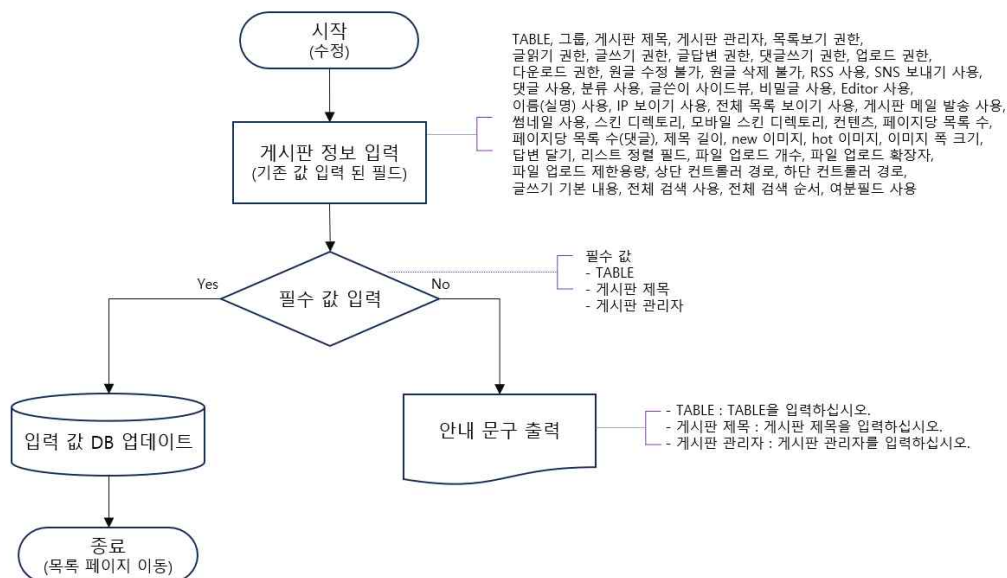 시작
(수정)
TABLE, 그룹, 게시판 제목, 게시판 관리자, 목록보기 권한,
글읽기 권한, 글쓰기 권한, 글답변 권한, 댓글쓰기 권한, 업로드 권한,
다운로드 권한, 원글 수정 불가, 원글 삭제 불가, RSS 사용, SNS 보내기 사용,
댓글 사용, 분류 사용, 글쓴이 사이드뷰, 비밀글 사용, Editor 사용,
이름(실명) 사용, IP 보이기 사용, 전체 목록 보이기 사용, 게시판 메일 발송 사용,
썸네일 사용, 스킨 디렉토리, 모바일 스킨 디렉토리, 컨텐츠, 페이지당 목록 수,
페이지당 목록 수(댓글), 제목 길이, new 이미지, hot 이미지, 이미지 폭 크기,
답변 달기, 리스트 정렬 필드, 파일 업로드 개수, 파일 업로드 확장자,
파일 업로드 제한용량, 상단 컨트롤러 경로, 하단 컨트롤러 경로,
글쓰기 기본 내용, 전체 검색 사용, 전체 검색 순서, 여분필드 사용
게시판 정보 입력
(기존 값 입력 된 필드)
필수 값
- TABLE
- 게시판 제목
- 게시판 관리자
Yes
No
필수 값 입력
입력 값 DB 업데이트
안내 문구 출력
- TABLE : TABLE을 입력하십시오.
- 게시판 제목 : 게시판 제목을 입력하십시오.
- 게시판 관리자 : 게시판 관리자를 입력하십시오.
종료
(목록 페이지 이동)